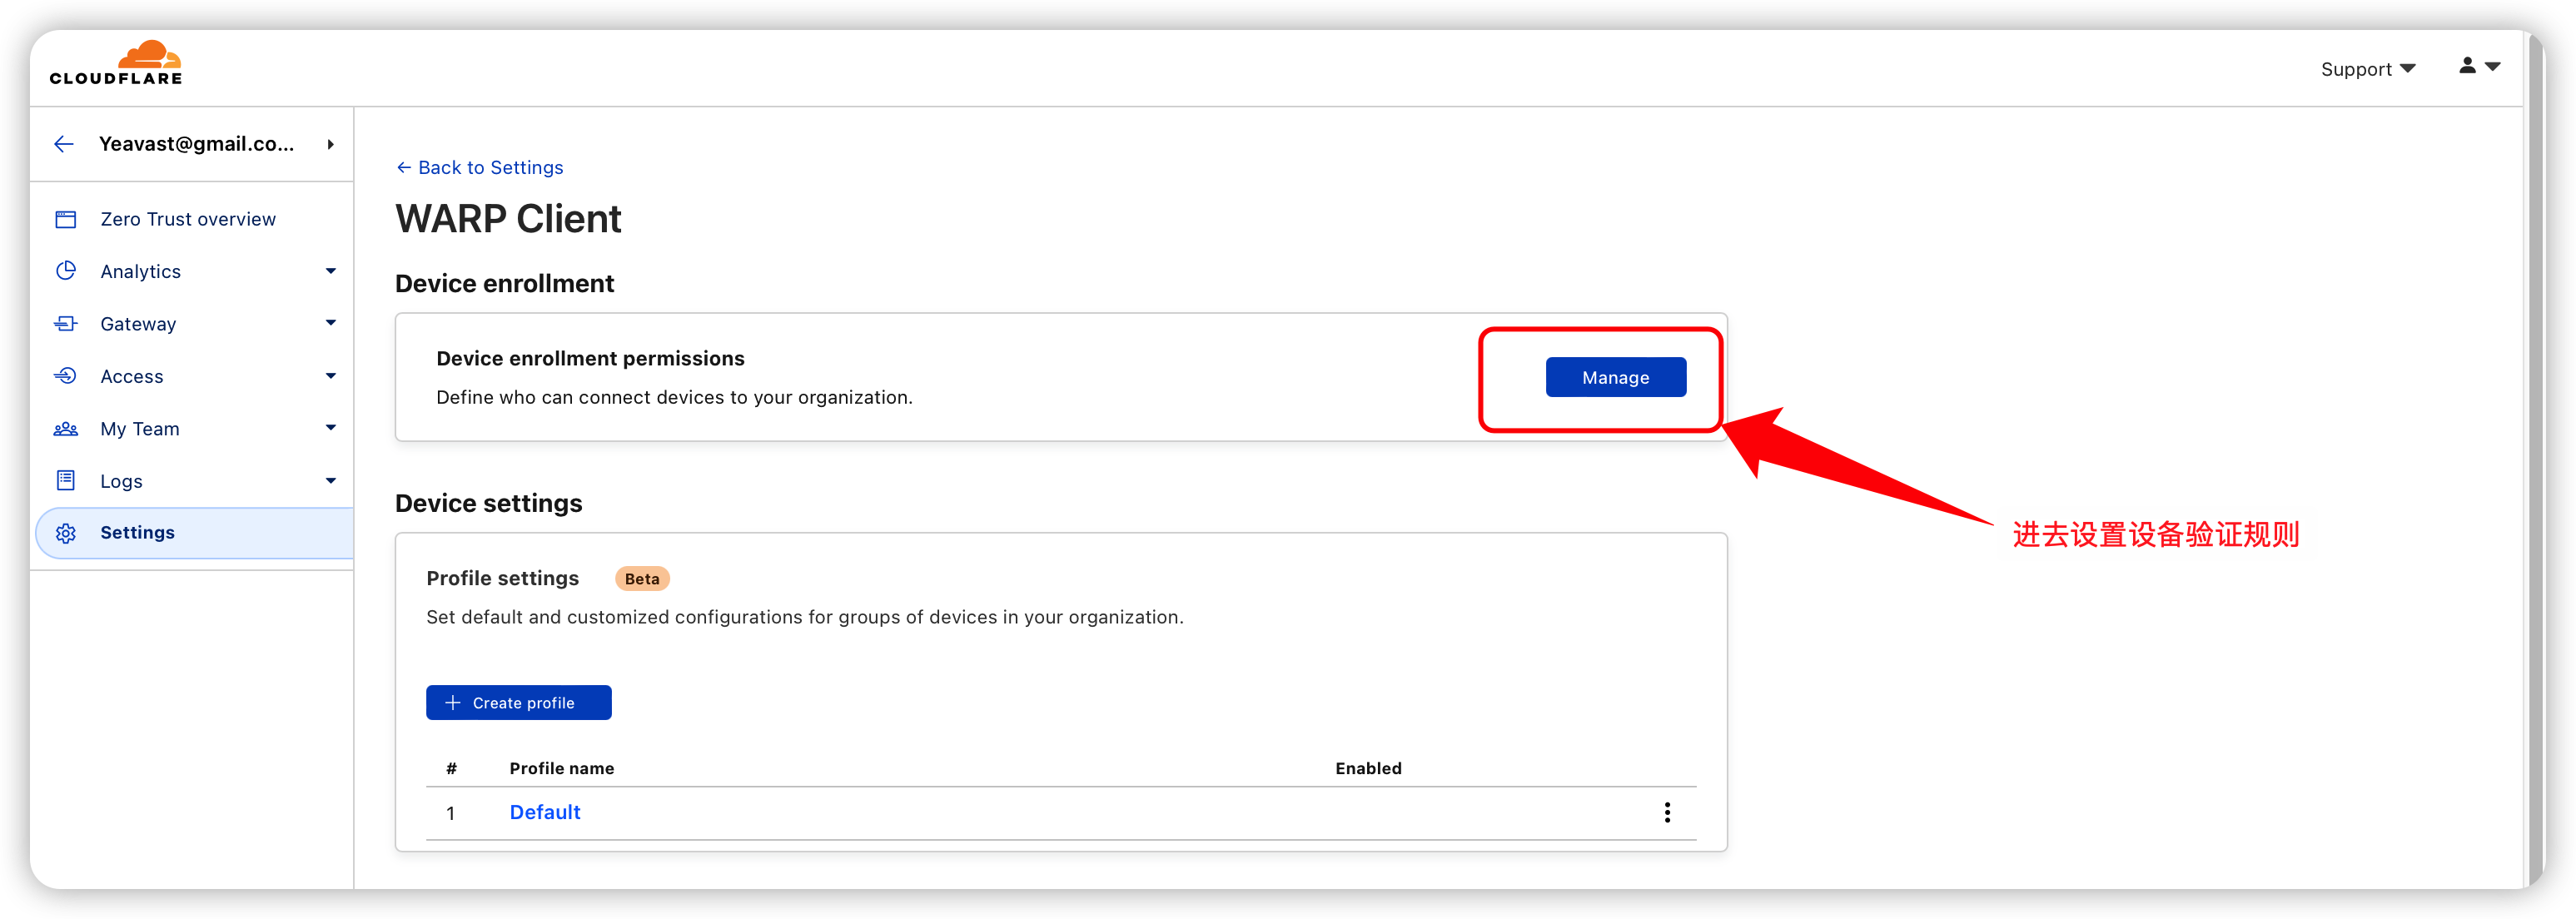 CLOUDFLARE
Support
Yeavast@gmail.co...
Zero Trust overview
Analytics
Gateway
Access
My Team
Logs
Settings
← Back to Settings
WARP Client
Device enrollment
Device enrollment permissions
Define who can connect devices to your organization.
Manage
进去设置设备验证规则
Device settings
Profile settings Beta
Set default and customized configurations for groups of devices in your organization.
+ Create profile
# Profile name Enabled
1 Default